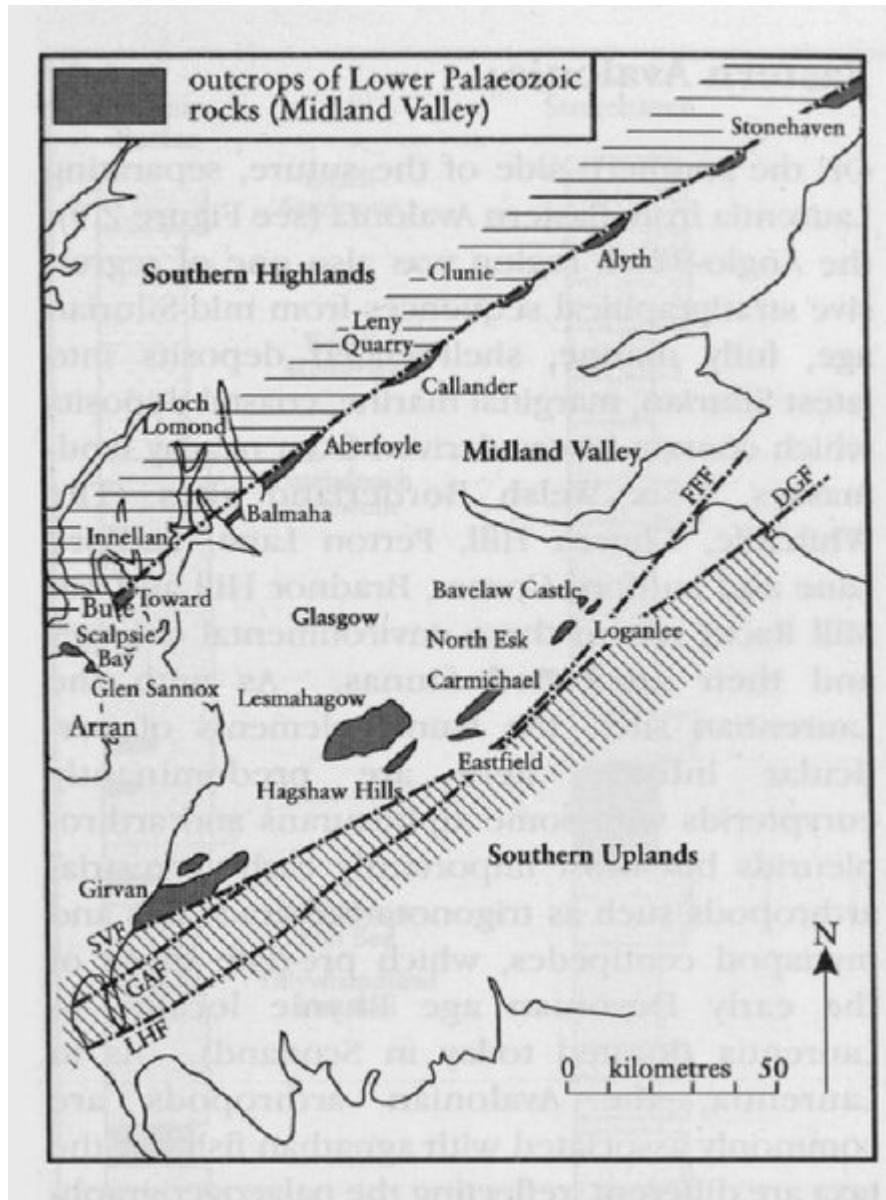 outcrops of Lower Palaeozoic
rocks (Midland Valley)
Stonehaven
Southern Highlands
Clunie
Alyth
Leny
Quarry
Callander
Loch
Lomond
Aberfoyle
Midland Valley
FFF
DGF
Balmaha
Innellan
Bute
Toward
Bavelaw Castle
Scalpsie
Bay
Glasgow
North Esk
Loganlee
Glen Sannox
Lesmahagow
Carmichael
Arran
Eastfield
Hagshaw Hills
Southern Uplands
Girvan
SVF
GAF
LHF
N
0 kilometres 50